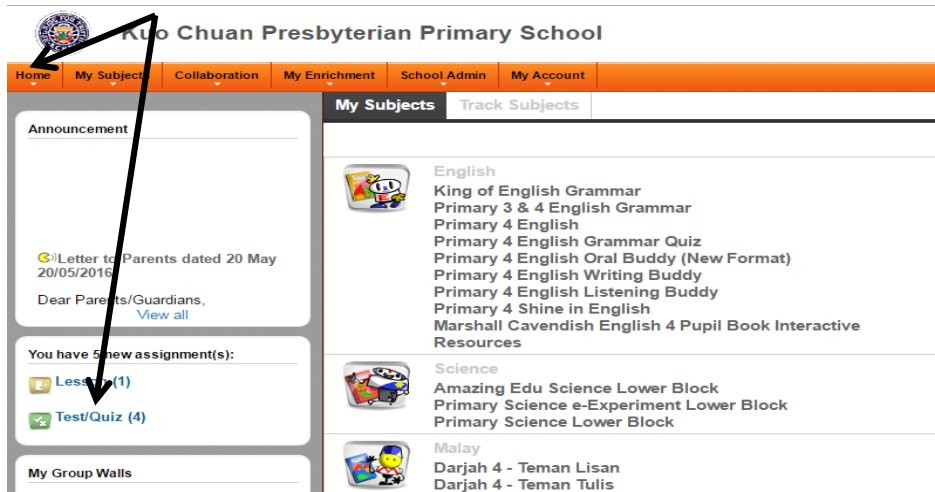 Kuo Chuan Presbyterian Primary School
Home My Subjects Collaboration My Enrichment School Admin My Account
My Subjects Track Subjects
Announcement
Letter to Parents dated 20 May
20/05/2016
Dear Parents/Guardians,
View all
You have 5 new assignment(s):
Lesson (1)
Test/Quiz (4)
My Group Walls
English
King of English Grammar
Primary 3 & 4 English Grammar
Primary 4 English
Primary 4 English Grammar Quiz
Primary 4 English Oral Buddy (New Format)
Primary 4 English Writing Buddy
Primary 4 English Listening Buddy
Primary 4 Shine in English
Marshall Cavendish English 4 Pupil Book Interactive
Resources
Science
Amazing Edu Science Lower Block
Primary Science e-Experiment Lower Block
Primary Science Lower Block
Malay
Darjah 4 - Teman Lisan
Darjah 4 - Teman Tulis